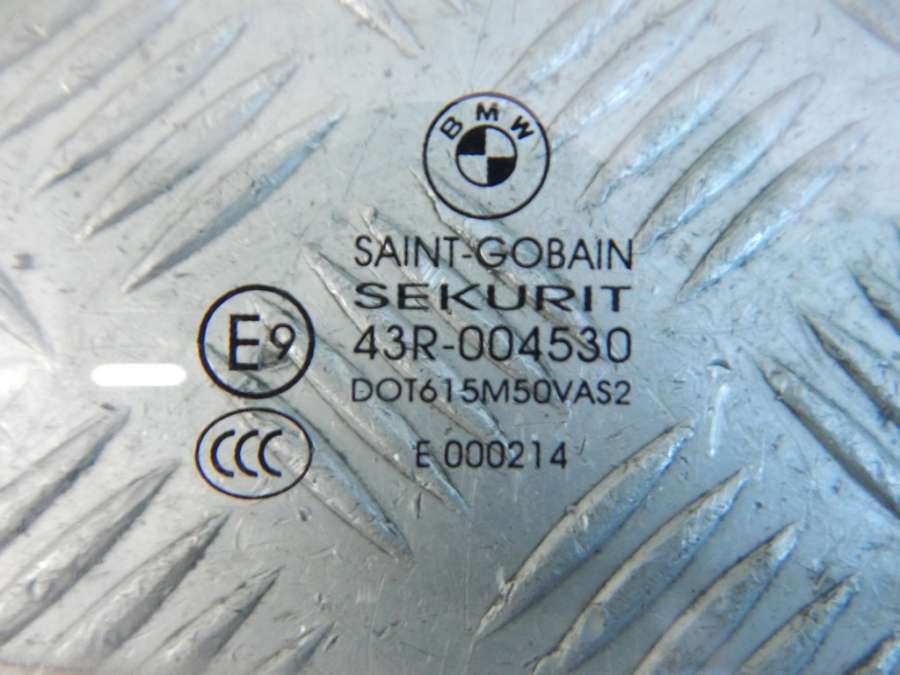 BMW
SAINT-GOBAIN
SEKURIT
E9
43R-004530
DOT615M50VAS2
CCC
E 000214